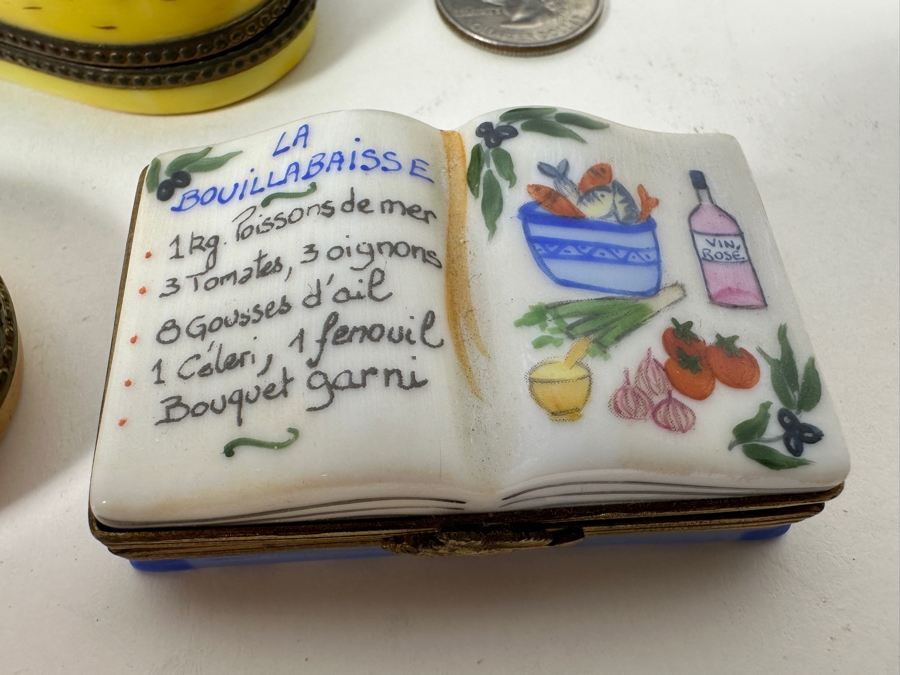 LA
BOUiLLABAiSSE
1 kg. Poissons de mer
3 Tomates, 3 oignons
8 Gousses d'ail
1 Céleri, 1 fenouil
Bouquet garni
VIN.
ROSÉ.